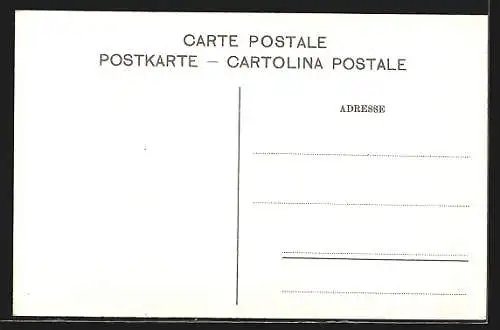 CARTE POSTALE
POSTKARTE — CARTOLINA POSTALE
ADRESSE